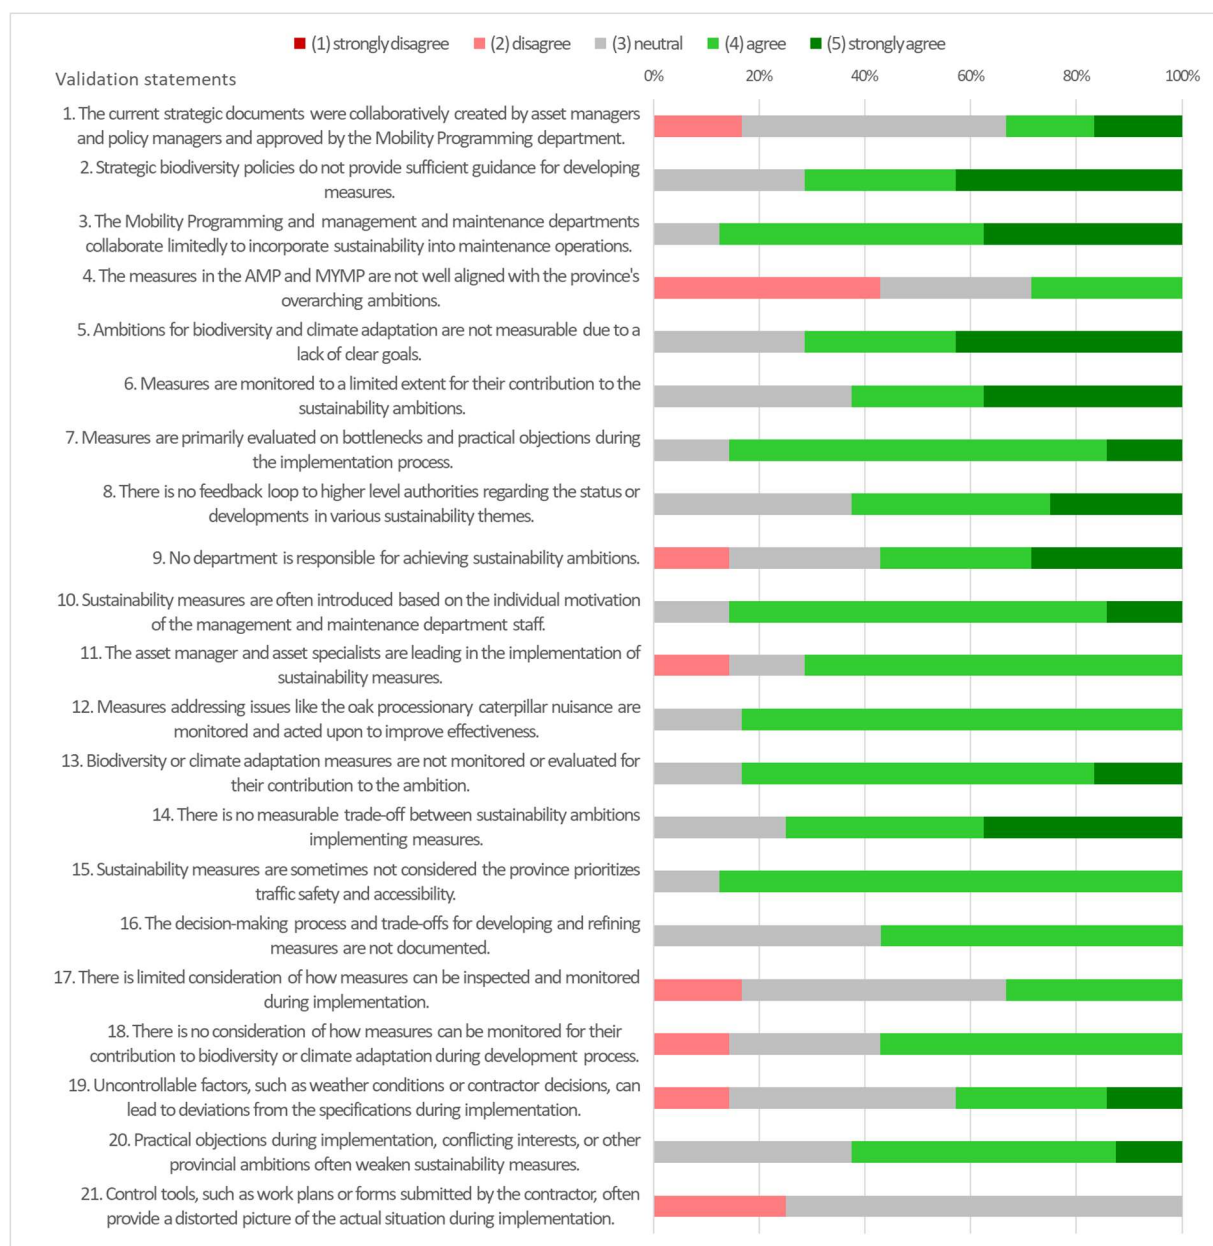 (1) strongly disagree (2) disagree (3) neutral (4) agree (5) strongly agree
Validation statements
0% 20% 40% 60% 80% 100%
1. The current strategic documents were collaboratively created by asset managers
and policy managers and approved by the Mobility Programming department.
2. Strategic biodiversity policies do not provide sufficient guidance for developing
measures.
3. The Mobility Programming and management and maintenance departments
collaborate limitedly to incorporate sustainability into maintenance operations.
4. The measures in the AMP and MYMP are not well aligned with the province's
overarching ambitions.
5. Ambitions for biodiversity and climate adaptation are not measurable due to a
lack of clear goals.
6. Measures are monitored to a limited extent for their contribution to the
sustainability ambitions.
7. Measures are primarily evaluated on bottlenecks and practical objections during
the implementation process.
8. There is no feedback loop to higher level authorities regarding the status or
developments in various sustainability themes.
9. No department is responsible for achieving sustainability ambitions.
10. Sustainability measures are often introduced based on the individual motivation
of the management and maintenance department staff.
11. The asset manager and asset specialists are leading in the implementation of
sustainability measures.
12. Measures addressing issues like the oak processionary caterpillar nuisance are
monitored and acted upon to improve effectiveness.
13. Biodiversity or climate adaptation measures are not monitored or evaluated for
their contribution to the ambition.
14. There is no measurable trade-off between sustainability ambitions
implementing measures.
15. Sustainability measures are sometimes not considered the province prioritizes
traffic safety and accessibility.
16. The decision-making process and trade-offs for developing and refining
measures are not documented.
17. There is limited consideration of how measures can be inspected and monitored
during implementation.
18. There is no consideration of how measures can be monitored for their
contribution to biodiversity or climate adaptation during development process.
19. Uncontrollable factors, such as weather conditions or contractor decisions, can
lead to deviations from the specifications during implementation.
20. Practical objections during implementation, conflicting interests, or other
provincial ambitions often weaken sustainability measures.
21. Control tools, such as work plans or forms submitted by the contractor, often
provide a distorted picture of the actual situation during implementation.